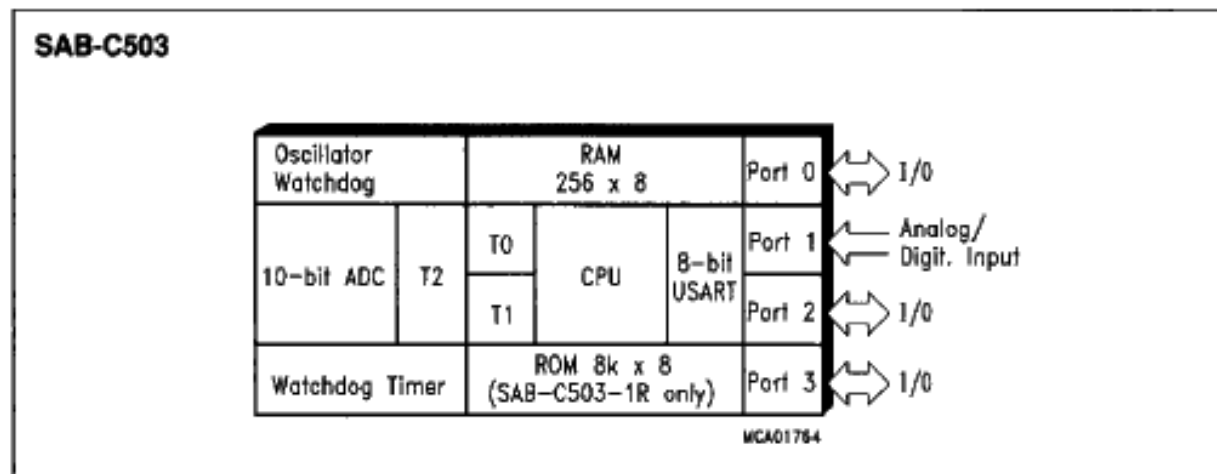 SAB-C503
Oscillator
Watchdog
RAM
256 x 8
Port 0
I/O
10-bit ADC
T2
T0
T1
CPU
8-bit
USART
Port 1
Analog/
Digit. Input
Port 2
I/O
Watchdog Timer
ROM 8k x 8
(SAB-C503-1R only)
Port 3
I/O
MCA01764